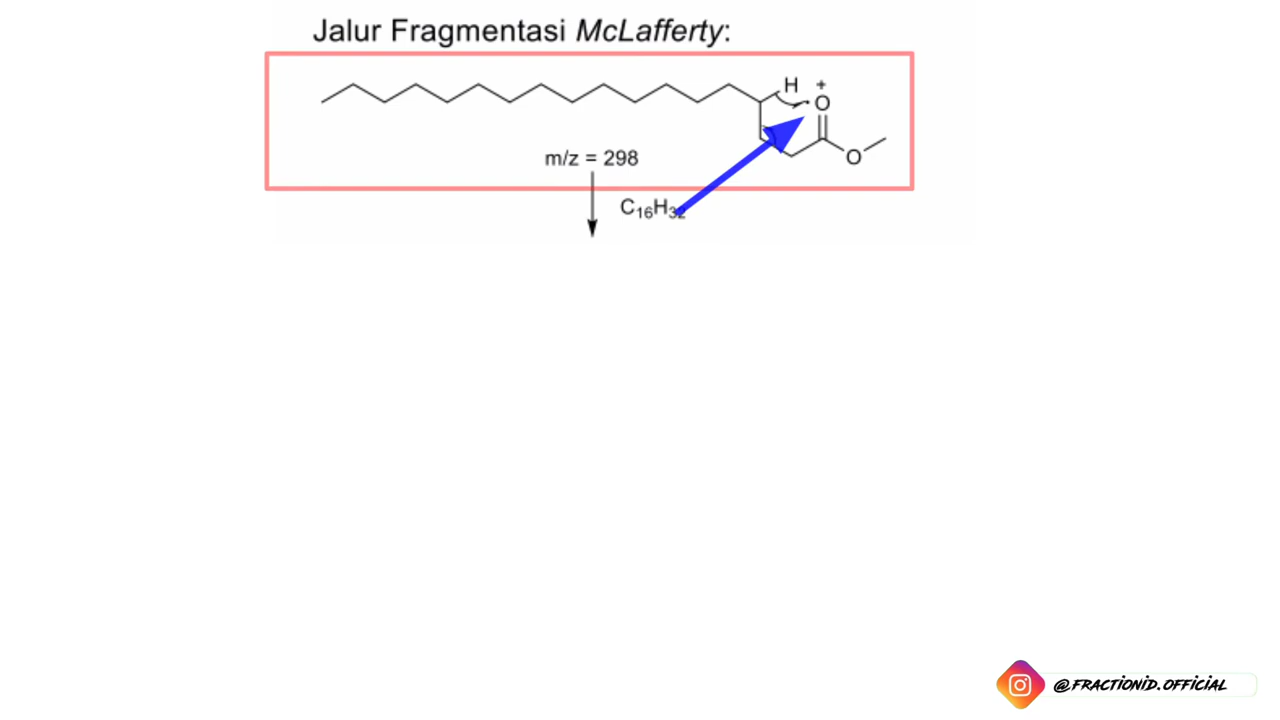 Jalur Fragmentasi McLafferty:
H
+
O
O
m/z = 298
C₁₆H₃₂
@FRACTIONID.OFFICIAL